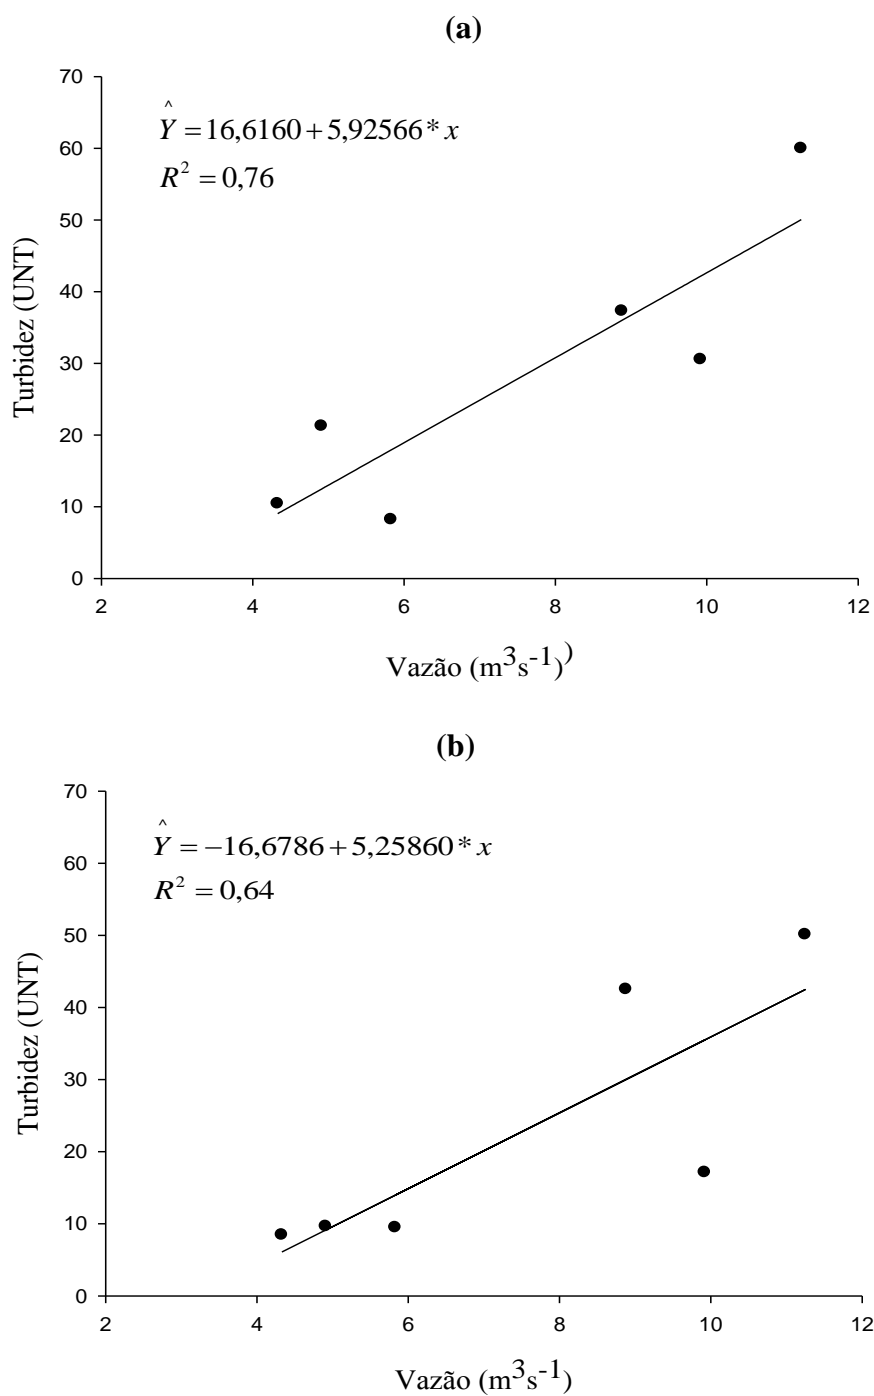 (a)
70
Ŷ = 16,6160 + 5,92566 * x
60
R² = 0,76
50
40
30
20
10
0
Turbidez (UNT)
2 4 6 8 10 12
Vazão (m³s⁻¹))
(b)
70
Ŷ = −16,6786 + 5,25860 * x
60
R² = 0,64
50
40
30
20
10
0
Turbidez (UNT)
2 4 6 8 10 12
Vazão (m³s⁻¹)